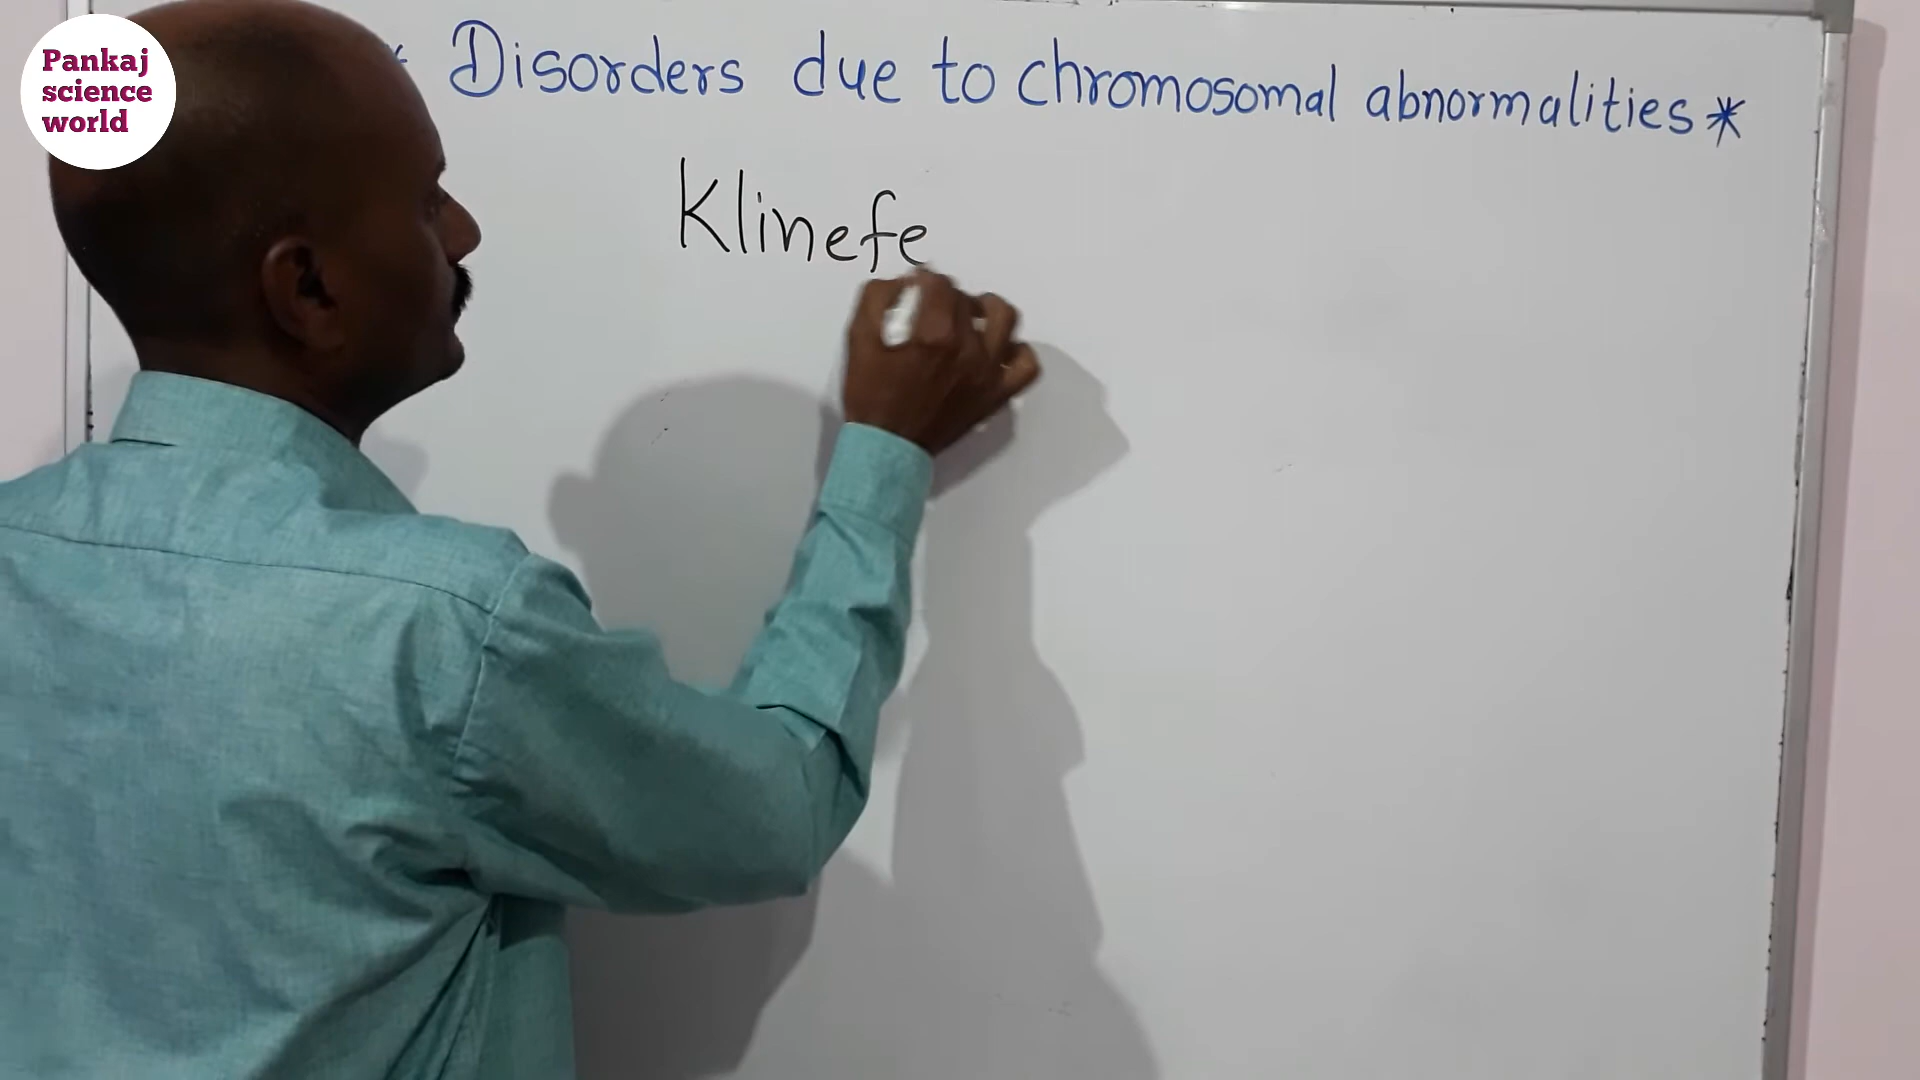 Pankaj
science
world
* Disorders due to chromosomal abnormalities *
Klinefe